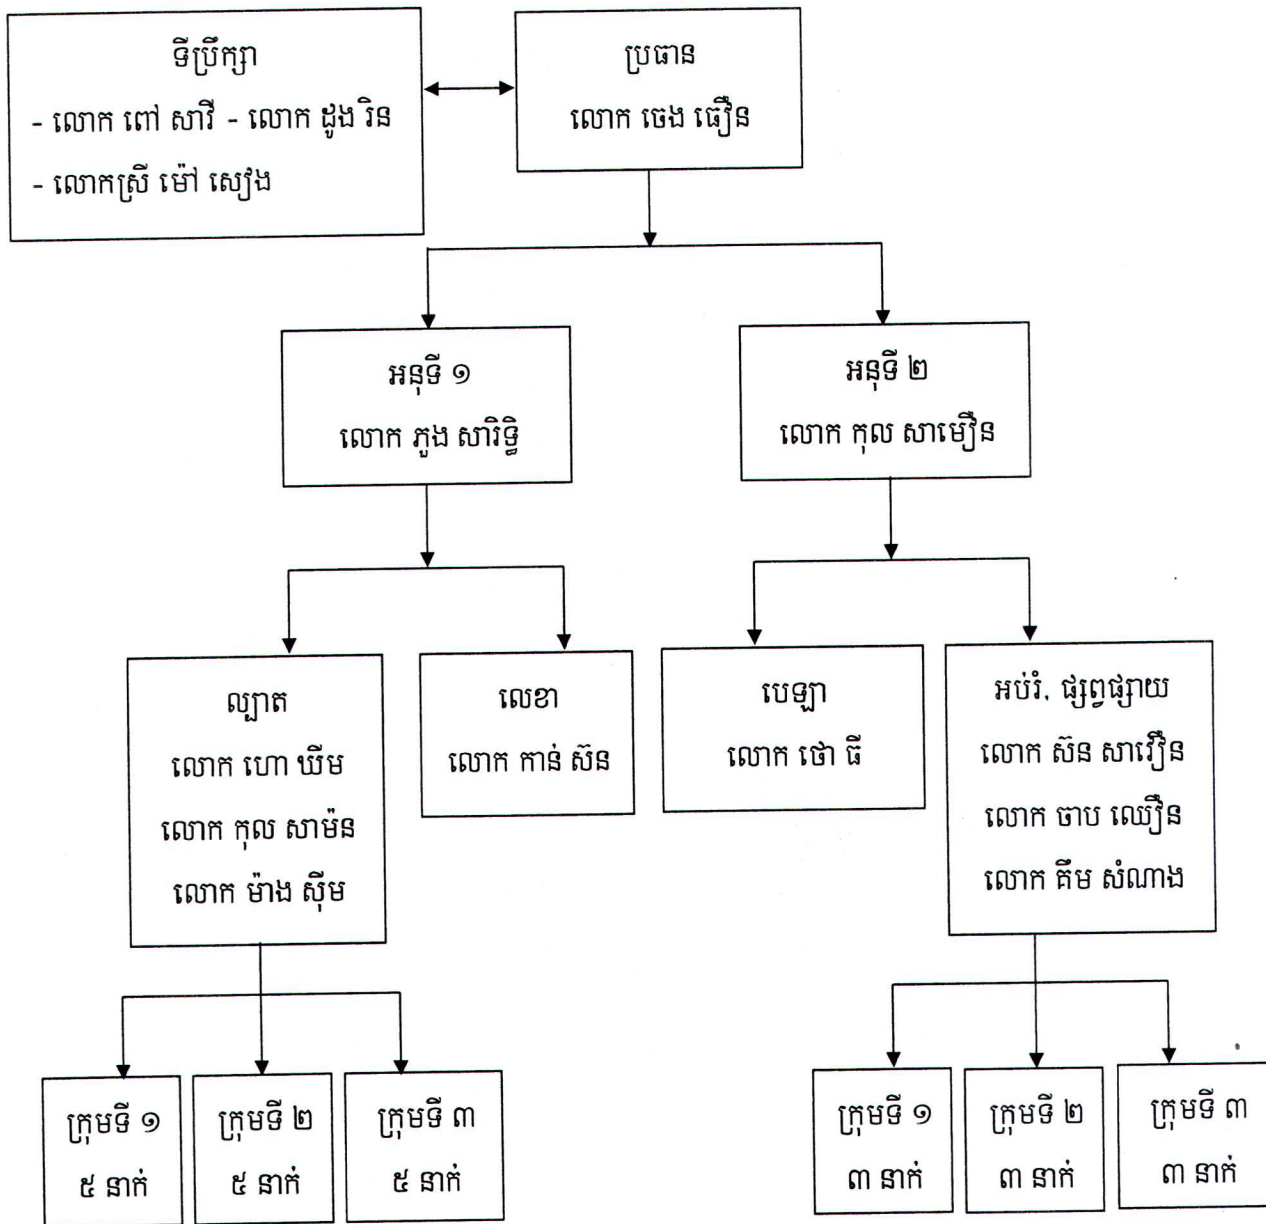 ទីប្រឹក្សា
- លោក ពៅ សាវី - លោក ដូង រិន
- លោកស្រី ម៉ៅ សៀង
ប្រធាន
លោក ចេង ធឿន
អនុទី ១
លោក ភួង សារិទ្ធិ
អនុទី ២
លោក កុល សាមឿន
ល្បាត
លោក ហោ ឃីម
លោក កុល សាម៉ន
លោក ម៉ាង ស៊ីម
លេខា
លោក កាន់ ស៊ន
បេឡា
លោក ថោ ធី
អប់រំ, ផ្សព្វផ្សាយ
លោក ស៊ន សាវឿន
លោក ចាប ឈឿន
លោក គឹម សំណាង
ក្រុមទី ១
៥ នាក់
ក្រុមទី ២
៥ នាក់
ក្រុមទី ៣
៥ នាក់
ក្រុមទី ១
៣ នាក់
ក្រុមទី ២
៣ នាក់
ក្រុមទី ៣
៣ នាក់